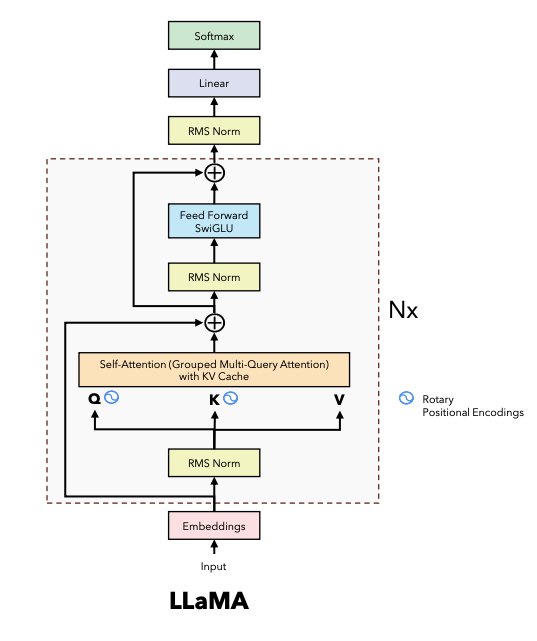 Softmax
Linear
RMS Norm
Feed Forward
SwiGLU
RMS Norm
Nx
Self-Attention (Grouped Multi-Query Attention)
with KV Cache
Q
K
V
Rotary
Positional Encodings
RMS Norm
Embeddings
Input
LLaMA